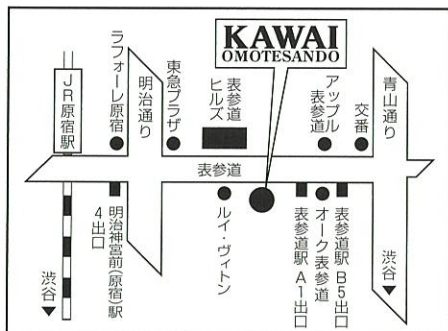 KAWAI
OMOTESANDO
JR原宿駅
ラフォーレ原宿
明治通り
東急プラザ
表参道
ヒルズ
アップル
表参道
交番
青山通り
表参道
明治神宮前(原宿)駅
4出口
ルイ・ヴィトン
表参道駅 A1出口
オーク表参道
表参道駅 B5出口
渋谷▼
渋谷▼